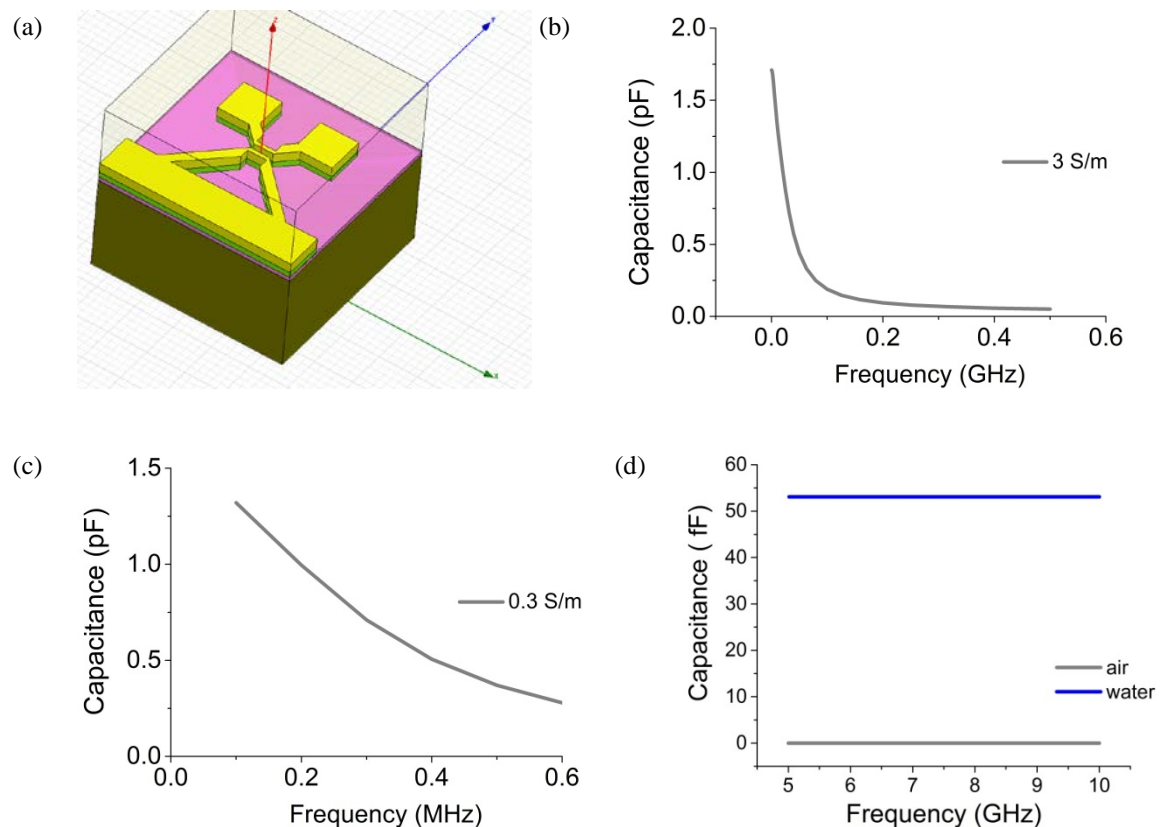 (a)
z
Y
X
(b)
2.0
1.5
1.0
0.5
0.0
Capacitance (pF)
3 S/m
0.0 0.2 0.4 0.6
Frequency (GHz)
(c)
1.5
1.0
0.5
0.0
Capacitance (pF)
0.3 S/m
0.0 0.2 0.4 0.6
Frequency (MHz)
(d)
60
50
40
30
20
10
0
Capacitance ( fF)
air
water
5 6 7 8 9 10
Frequency (GHz)